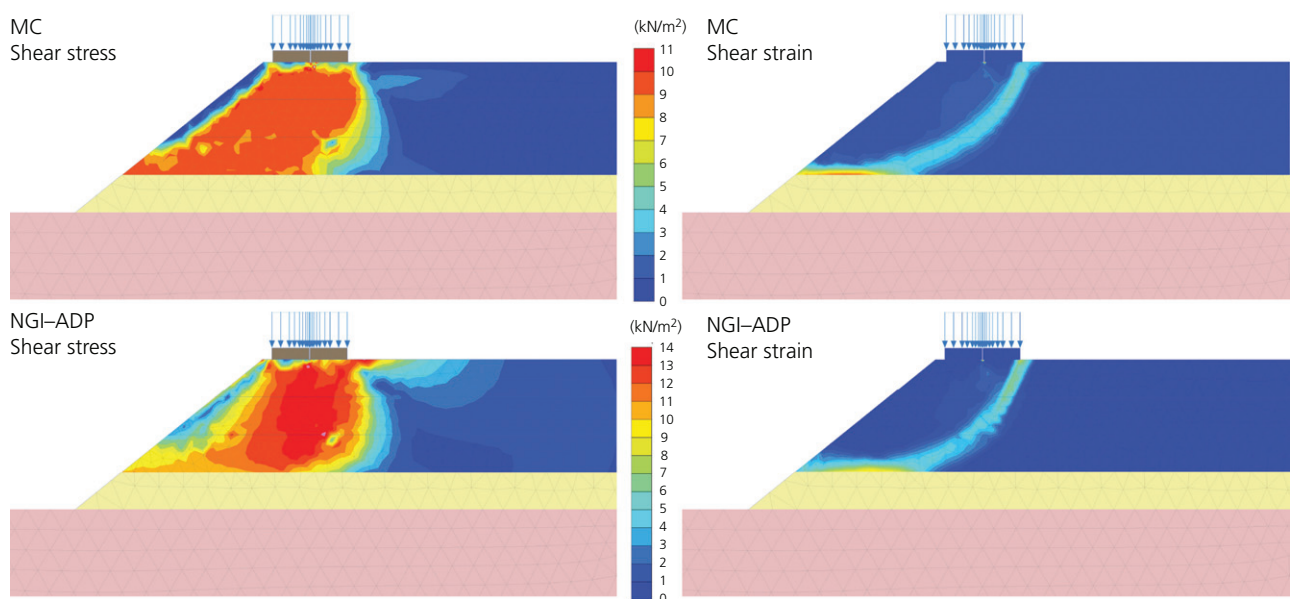 MC
Shear stress
(kN/m²)
11
10
9
8
7
6
5
4
3
2
1
0
MC
Shear strain
NGI–ADP
Shear stress
(kN/m²)
14
13
12
11
10
9
8
7
6
5
4
3
2
1
0
NGI–ADP
Shear strain